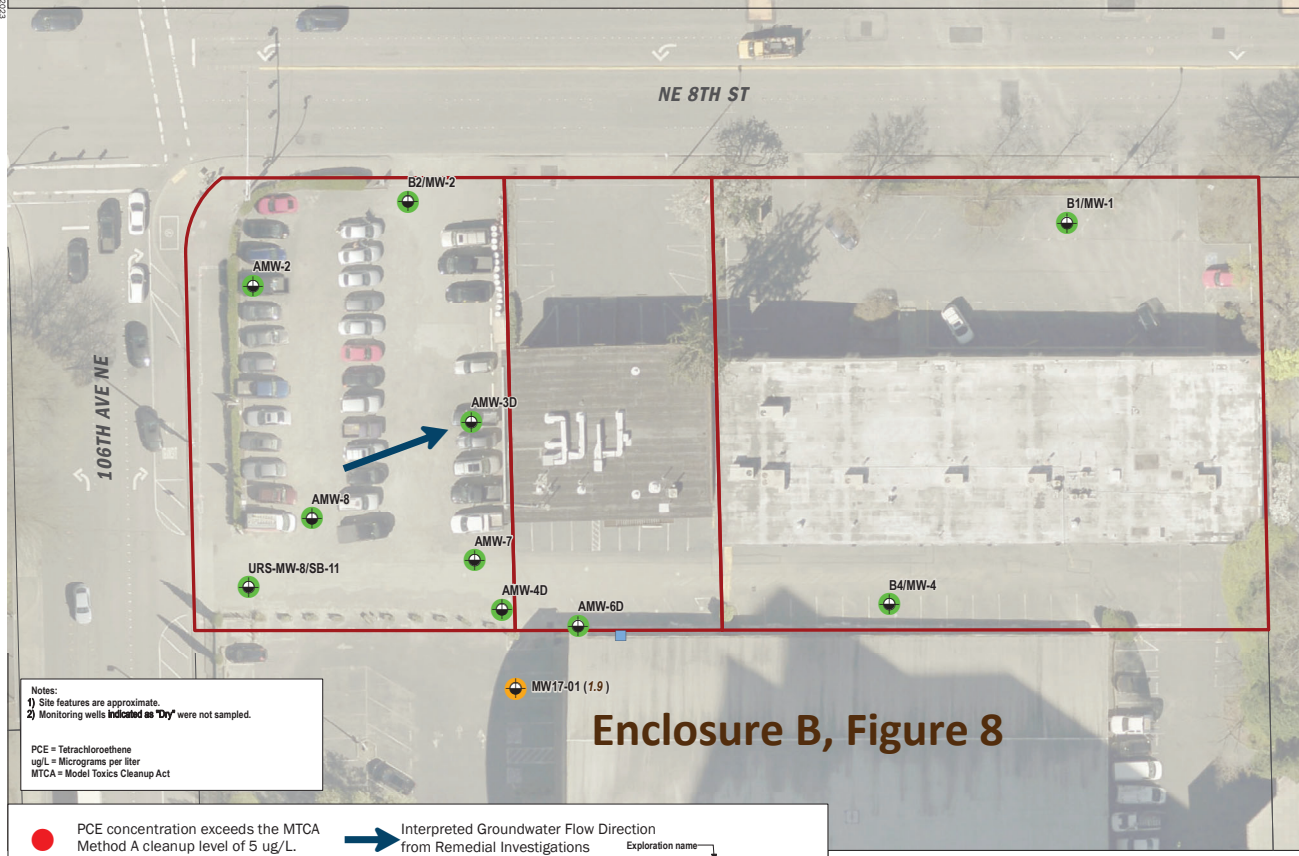 2023
NE 8TH ST
B2/MW-2
B1/MW-1
AMW-2
106TH AVE NE
AMW-3D
AMW-8
AMW-7
URS-MW-8/SB-11
AMW-4D
B4/MW-4
AMW-6D
MW17-01 (1.9 )
Enclosure B, Figure 8
Notes:
1) Site features are approximate.
2) Monitoring wells indicated as "Dry" were not sampled.
PCE = Tetrachloroethene
ug/L = Micrograms per liter
MTCA = Model Toxics Cleanup Act
PCE concentration exceeds the MTCA
Method A cleanup level of 5 ug/L.
Interpreted Groundwater Flow Direction
from Remedial Investigations
Exploration name